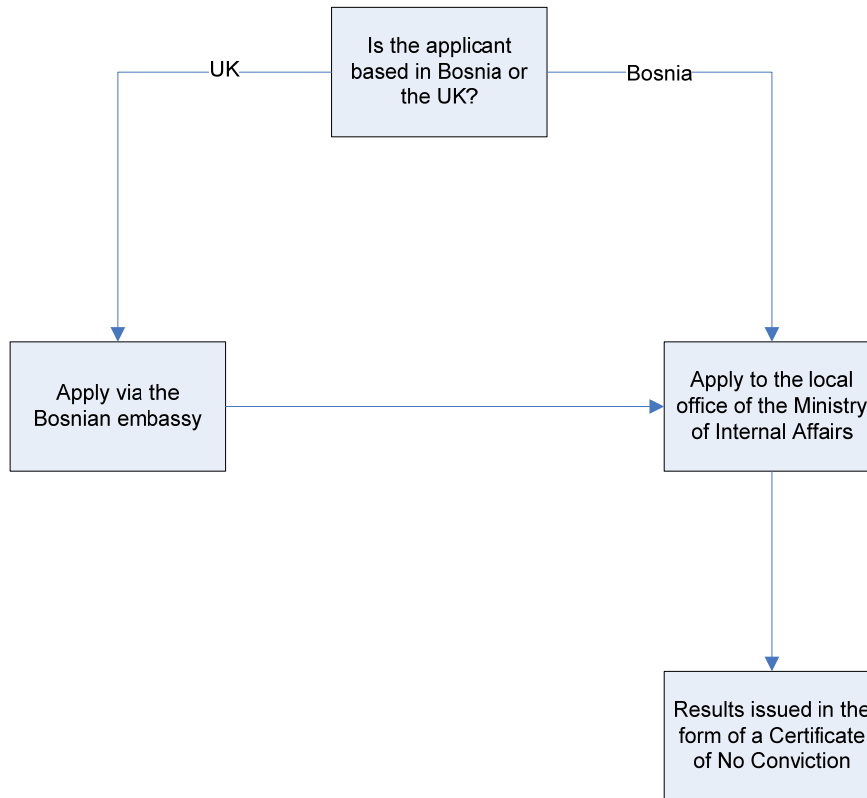 Is the applicant
based in Bosnia or
the UK?
UK
Bosnia
Apply via the
Bosnian embassy
Apply to the local
office of the Ministry
of Internal Affairs
Results issued in the
form of a Certificate
of No Conviction